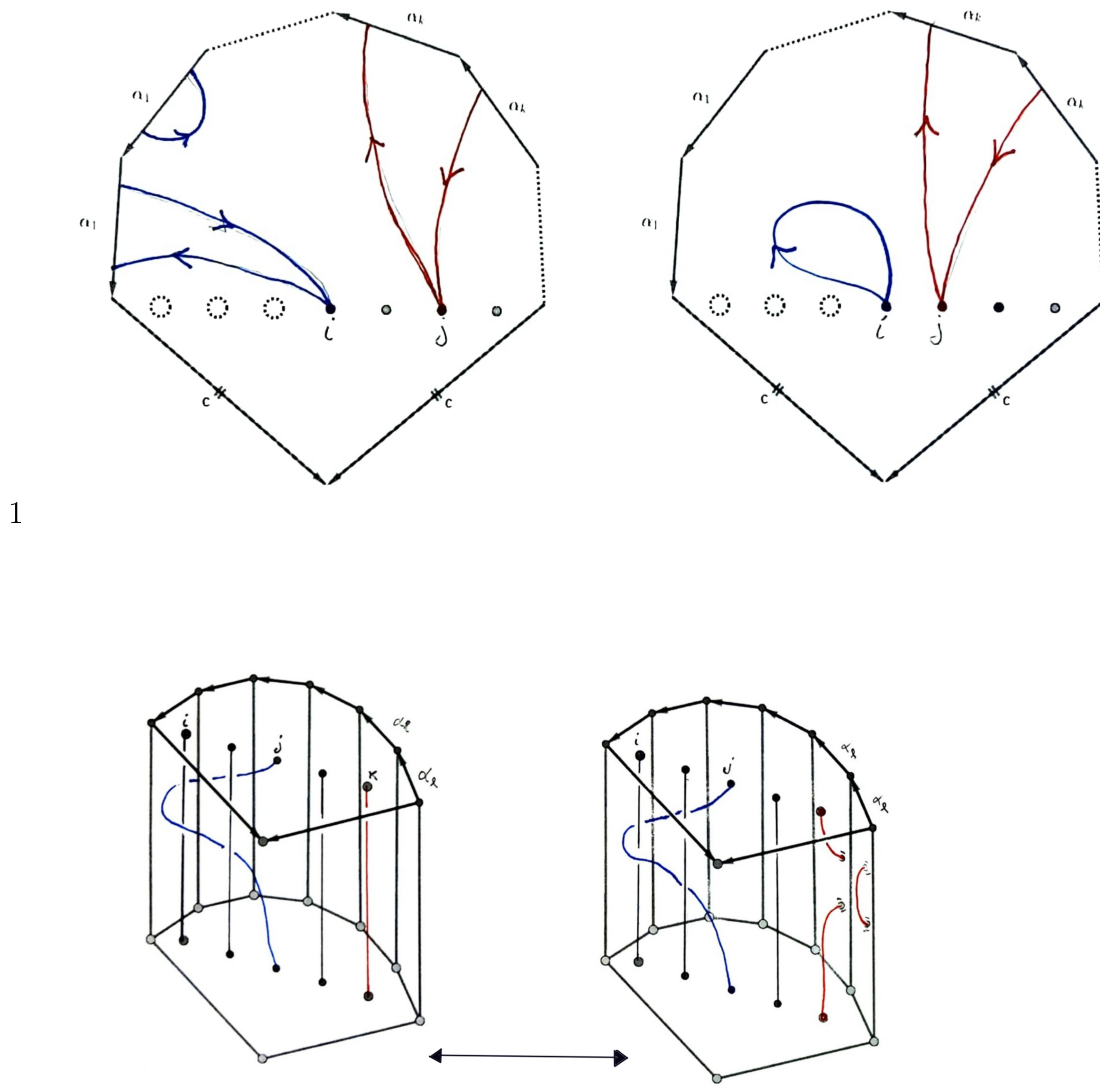 αk αk
α1 α1 αk αk
α1 α1
i j i j
c c c c
1
i j αℓ i j αℓ
κ αℓ αℓ